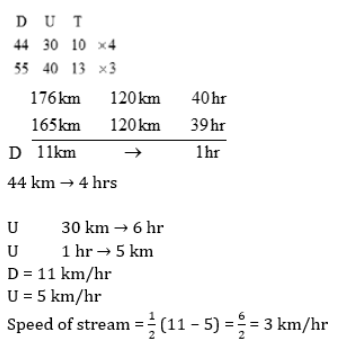 D U T
44 30 10 ×4
55 40 13 ×3
176km 120km 40hr
165km 120km 39hr
D 11km → 1hr
44 km → 4 hrs
U 30 km → 6 hr
U 1 hr → 5 km
D = 11 km/hr
U = 5 km/hr
Speed of stream = 1/2 (11 – 5) = 6/2 = 3 km/hr